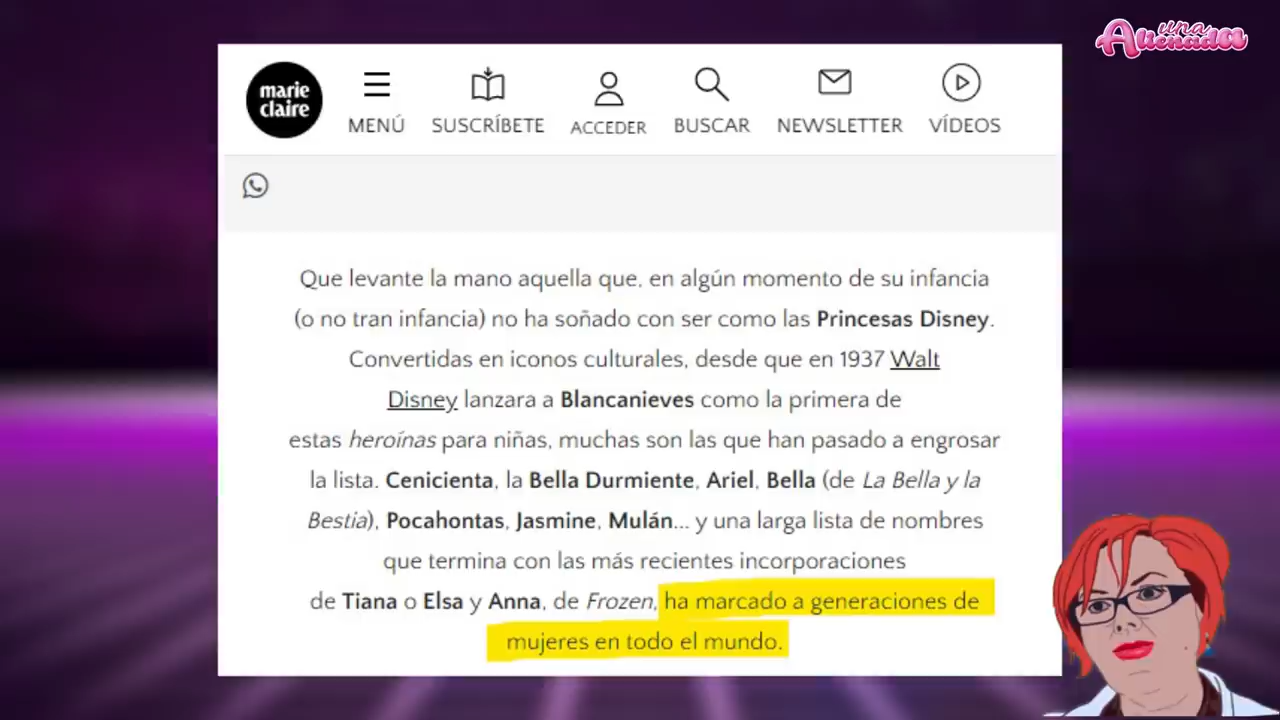 una
Alienada
marie
claire
MENÚ SUSCRÍBETE ACCEDER BUSCAR NEWSLETTER VÍDEOS
Que levante la mano aquella que, en algún momento de su infancia
(o no tran infancia) no ha soñado con ser como las Princesas Disney.
Convertidas en iconos culturales, desde que en 1937 Walt
Disney lanzara a Blancanieves como la primera de
estas heroínas para niñas, muchas son las que han pasado a engrosar
la lista. Cenicienta, la Bella Durmiente, Ariel, Bella (de La Bella y la
Bestia), Pocahontas, Jasmine, Mulán... y una larga lista de nombres
que termina con las más recientes incorporaciones
de Tiana o Elsa y Anna, de Frozen, ha marcado a generaciones de
mujeres en todo el mundo.